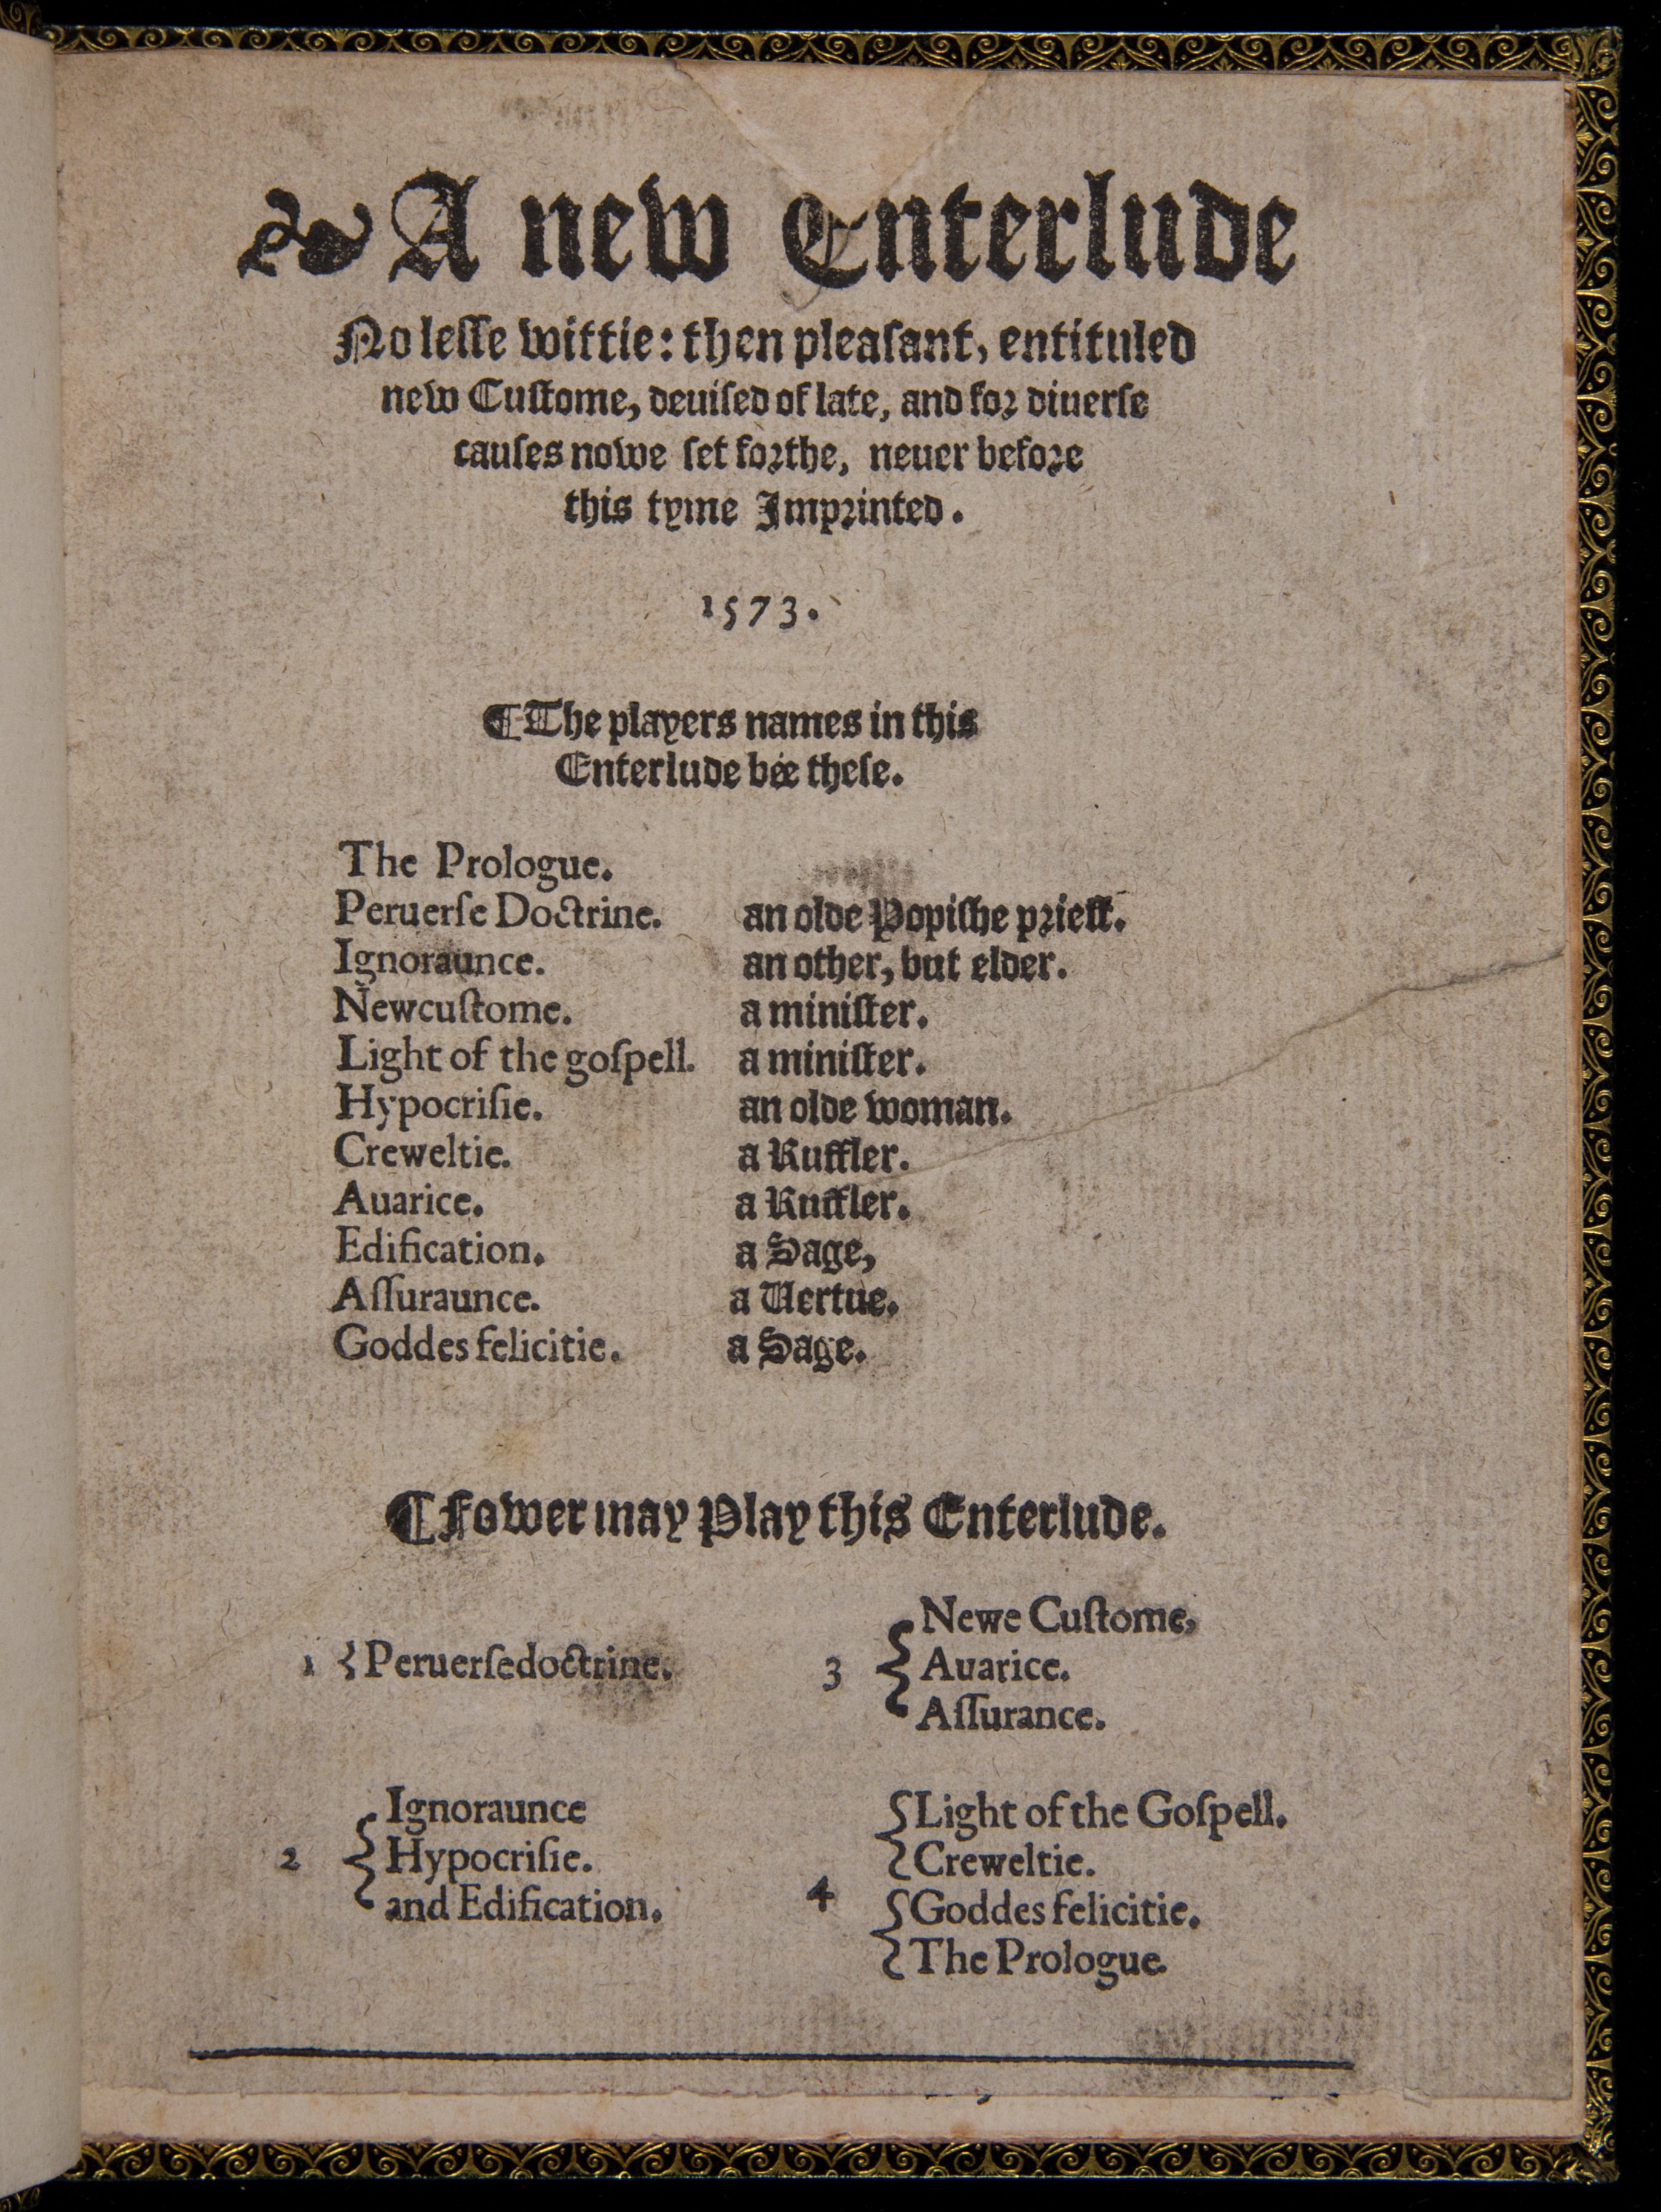 ❧ A new Enterlude
No leſſe wittie: then pleaſant, entituled
new Cuſtome, deuiſed of late, and for diuerſe
cauſes nowe ſet forthe, neuer before
this tyme Imprinted.
1573.
¶ The players names in this
Enterlude bee theſe.
The Prologue.
Peruerſe Doctrine. an olde Popiſhe prieſt.
Ignoraunce. an other, but elder.
Newcuſtome. a miniſter.
Light of the goſpell. a miniſter.
Hypocriſie. an olde woman.
Creweltie. a Ruffler.
Auarice. a Ruffler.
Edification. a Sage,
Aſſuraunce. a Uertue.
Goddes felicitie. a Sage.
¶ Fower may Play this Enterlude.
1 { Peruerſedoctrine.
2 { Ignoraunce
Hypocriſie.
and Edification.
3 { Newe Cuſtome,
Auarice.
Aſſurance.
4 { Light of the Goſpell.
Creweltie.
{ Goddes felicitie.
The Prologue.